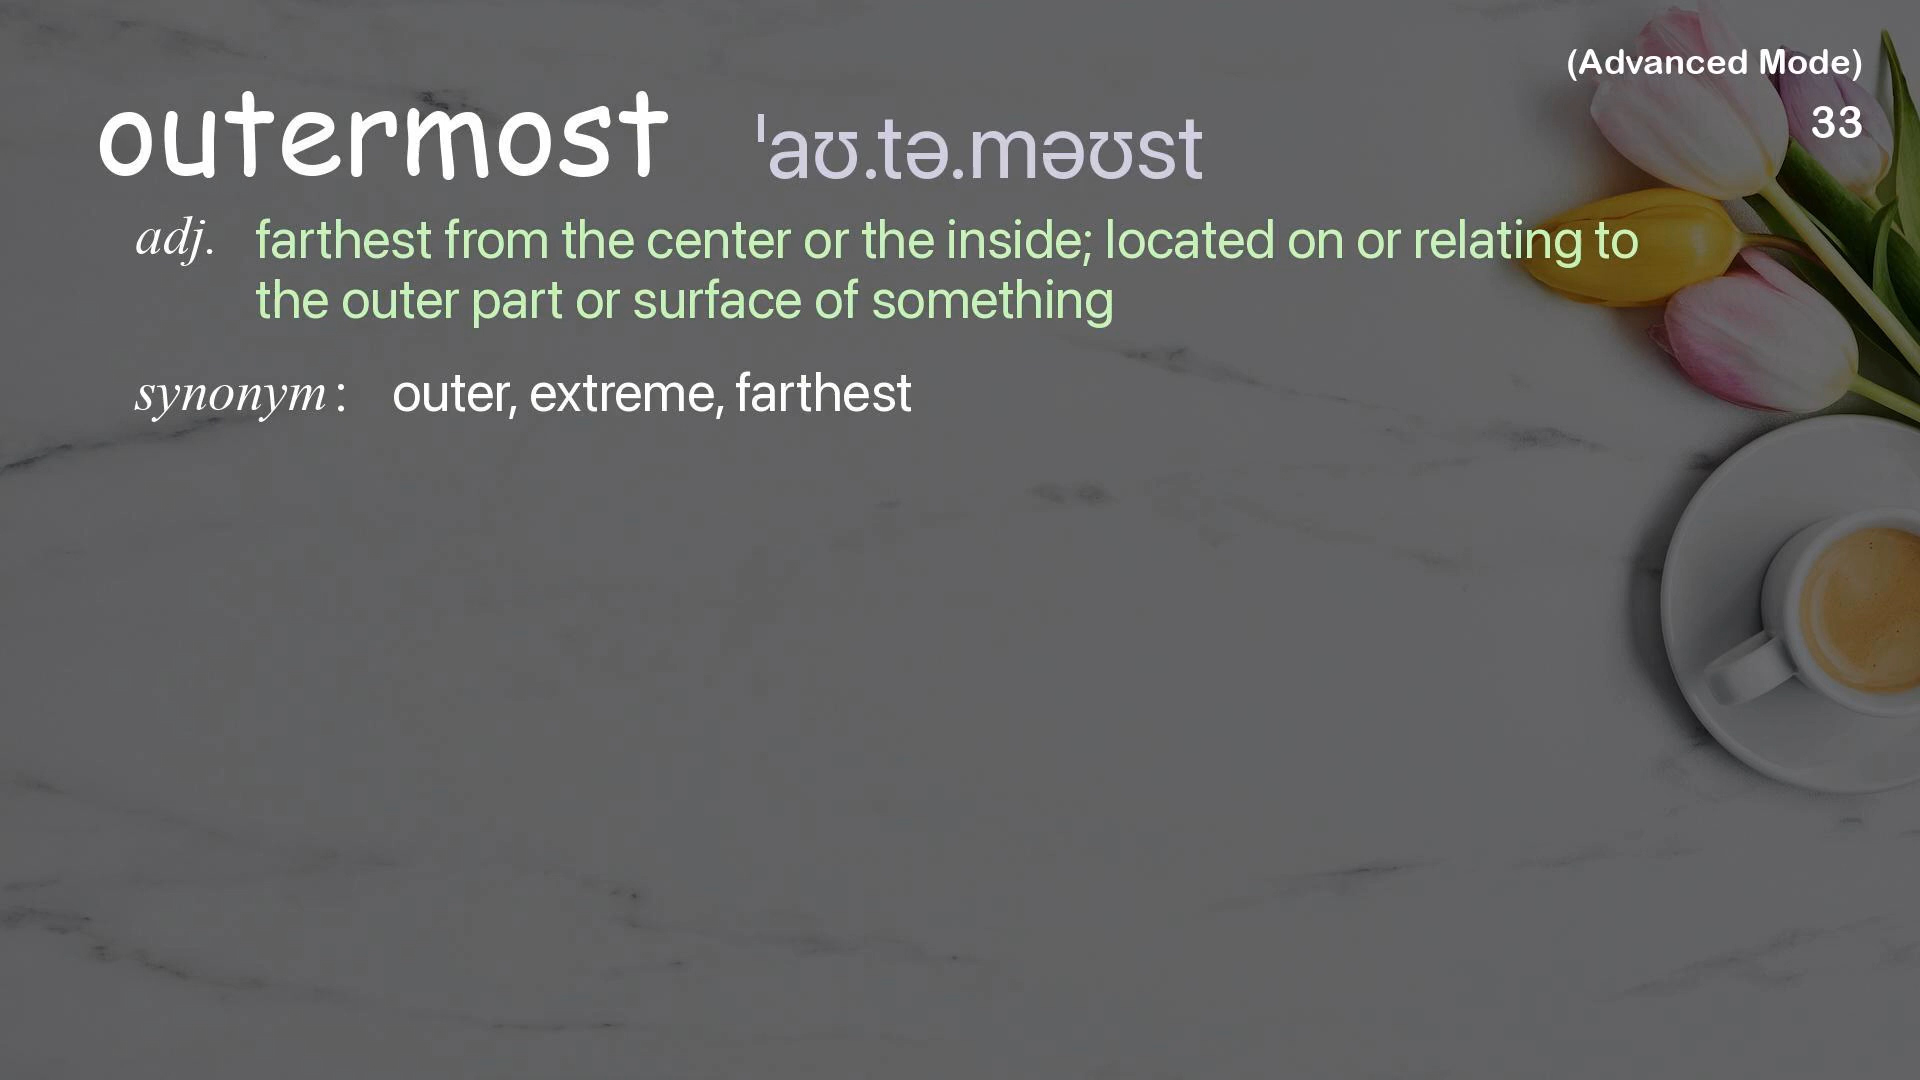 (Advanced Mode)
33
outermost ˈaʊ.tə.məʊst
adj. farthest from the center or the inside; located on or relating to
the outer part or surface of something
synonym: outer, extreme, farthest